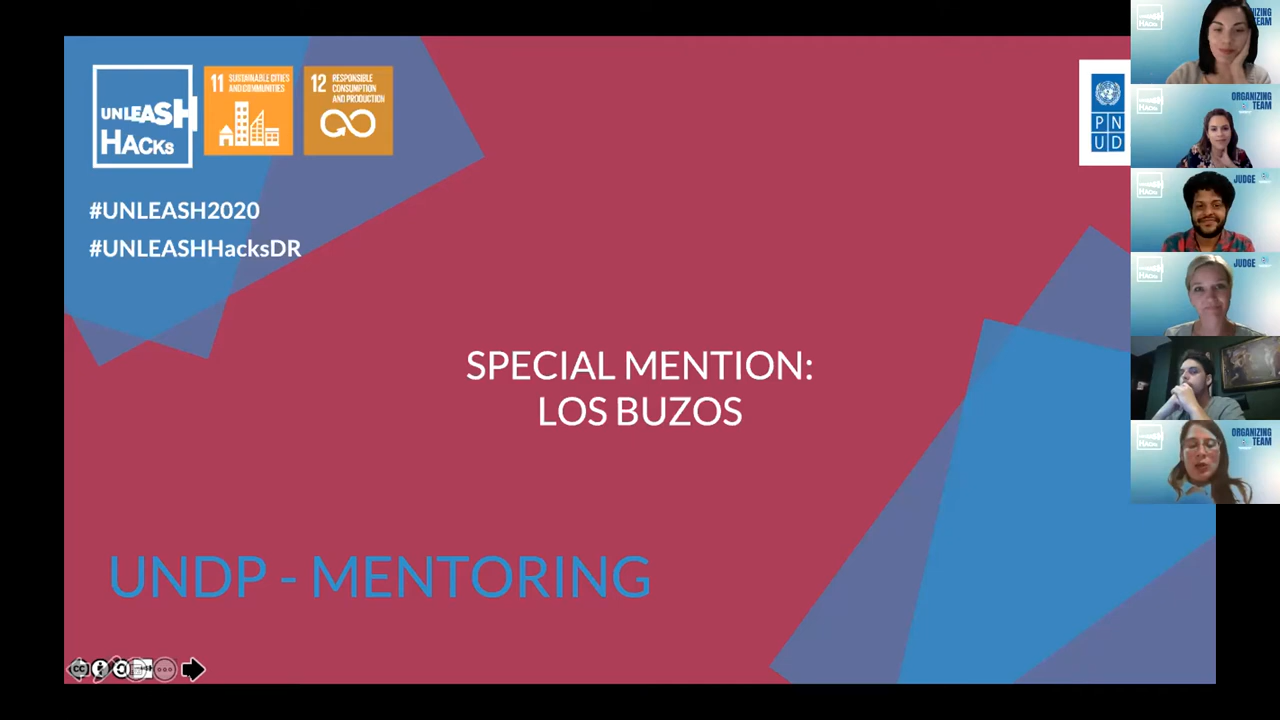 UNLEASH
HACKs
11 SUSTAINABLE CITIES
AND COMMUNITIES
12 RESPONSIBLE
CONSUMPTION
AND PRODUCTION
#UNLEASH2020
#UNLEASHHacksDR
P N
U D
SPECIAL MENTION:
LOS BUZOS
UNDP - MENTORING
ORGANIZING
TEAM
JUDGE
JUDGE
ORGANIZING
TEAM